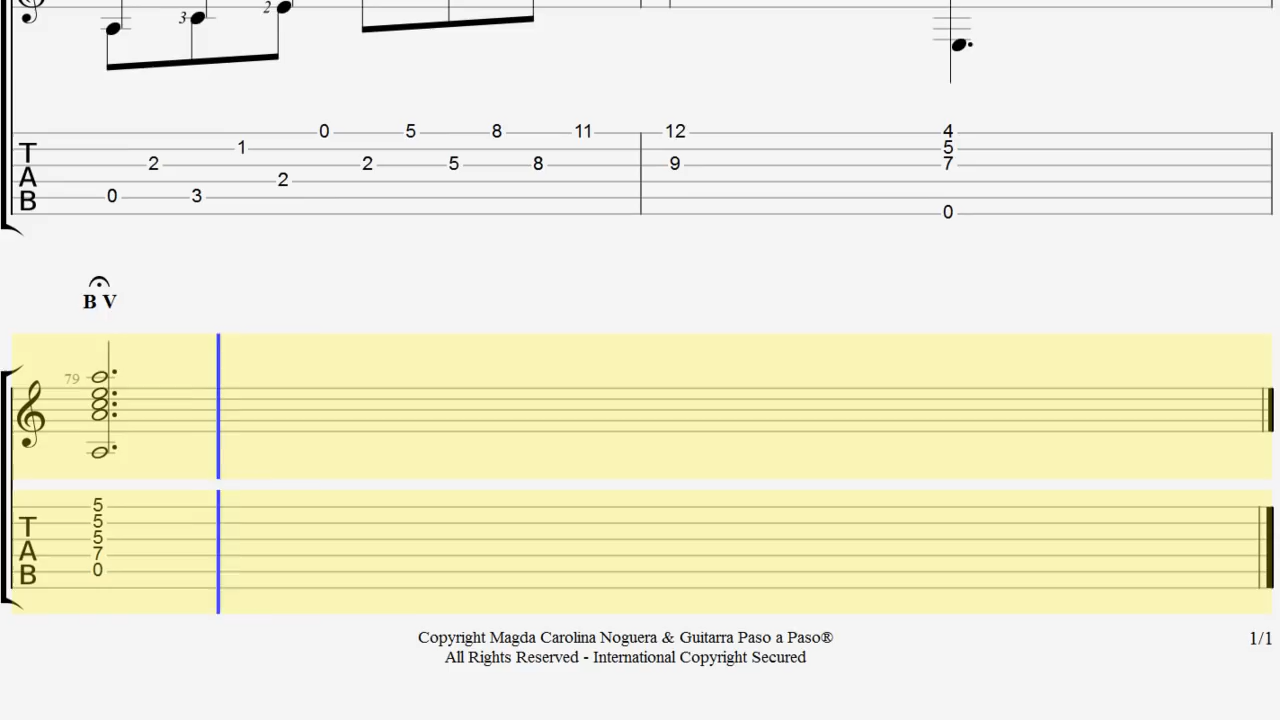 3 2
0 5 8 11 12 4
1 5
2 2 5 8 9 7
2
0 3
0
T
A
B
B V
79
5
5
5
7
0
T
A
B
Copyright Magda Carolina Noguera & Guitarra Paso a Paso®
All Rights Reserved - International Copyright Secured
1/1